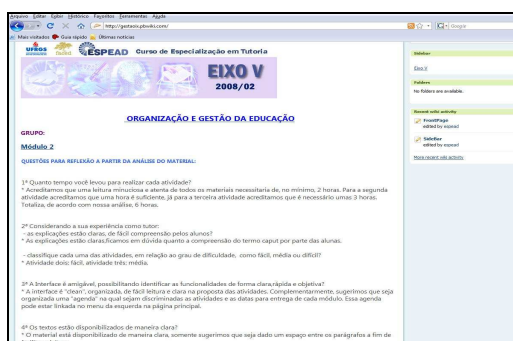 Arquivo Editar Exibir Histórico Favoritos Ferramentas Ajuda
http://gestaoix.pbwiki.com/
Google
Mais visitados Guia rápido Últimas notícias
UFRGS
ESPEAD Curso de Especialização em Tutoria
EIXO V
2008/02
ORGANIZAÇÃO E GESTÃO DA EDUCAÇÃO
GRUPO:
Módulo 2
QUESTÕES PARA REFLEXÃO A PARTIR DA ANÁLISE DO MATERIAL:
1ª Quanto tempo você levou para realizar cada atividade?
* Acreditamos que uma leitura minuciosa e atenta de todos os materiais necessitaria de, no mínimo, 2 horas. Para a segunda
atividade acreditamos que uma hora é suficiente, já para a terceira atividade acreditamos que é necessário umas 3 horas.
Totaliza, de acordo com nossa análise, 6 horas.
2ª Considerando a sua experiência como tutor:
- as explicações estão claras, de fácil compreensão pelos alunos?
* As explicações estão claras,ficamos em dúvida quanto a compreensão do termo caput por parte das alunas.
- classifique cada uma das atividades, em relação ao grau de dificuldade, como fácil, média ou difícil?
* Atividade dois: fácil, atividade três: média.
3ª A Interface é amigável, possibilitando identificar as funcionalidades de forma clara,rápida e objetiva?
* A interface é "clean", organizada, de fácil leitura e clara na proposta das atividades. Complementarmente, sugerimos que seja
organizada uma "agenda" na qual sejam discriminadas as atividades e as datas para entrega de cada módulo. Essa agenda
pode estar linkada no menu da esquerda na página principal.
4ª Os textos estão disponibilizados de maneira clara?
* O material está disponibilizado de maneira clara, somente sugerimos que seja dado um espaço entre os parágrafos a fim de
SideBar
Eixo V
Folders
No folders are available.
Recent wiki activity
FrontPage
edited by espead
SideBar
edited by espead
More recent wiki activity